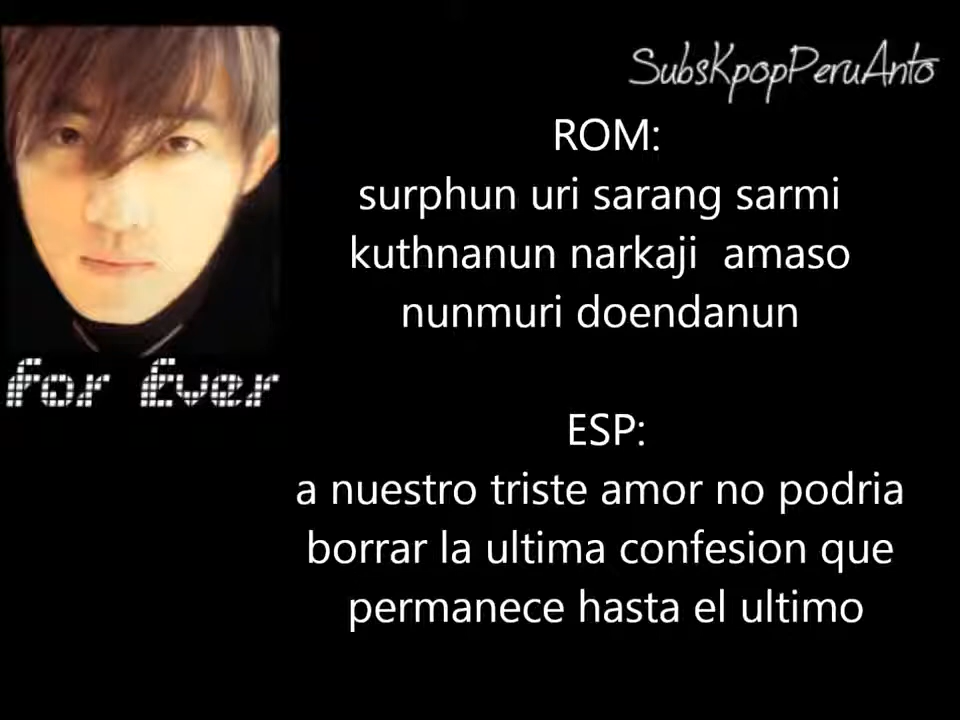 SubsKpopPeruAnto
ROM:
surphun uri sarang sarmi
kuthnanun narkaji amaso
nunmuri doendanun
For Ever
ESP:
a nuestro triste amor no podria
borrar la ultima confesion que
permanece hasta el ultimo